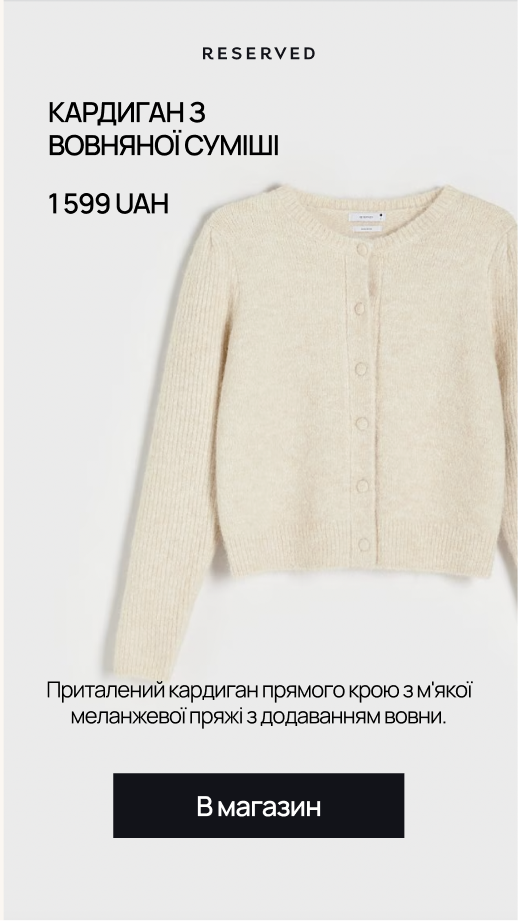 RESERVED
КАРДИГАН З
ВОВНЯНОЇ СУМІШІ
1 599 UAH
Приталений кардиган прямого крою з м'якої
меланжевої пряжі з додаванням вовни.
В магазин